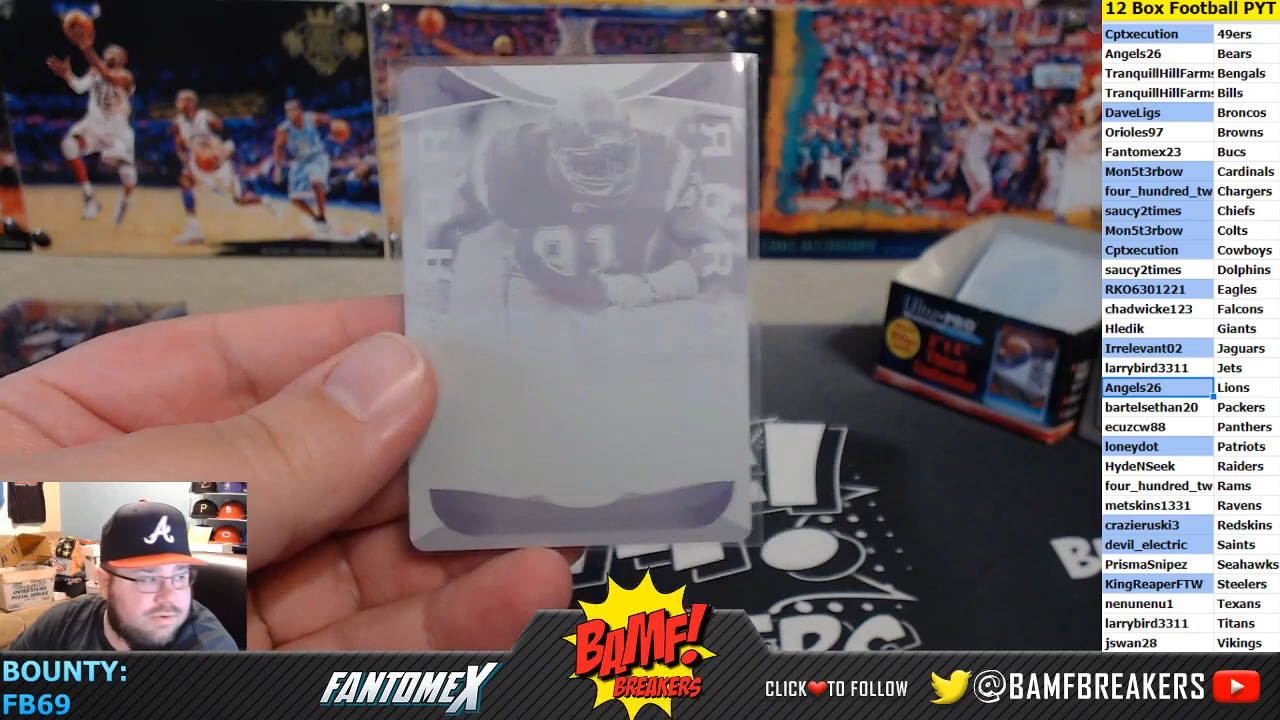 12 Box Football PYT
Cptxecution 49ers
Angels26 Bears
TranquillHillFarms Bengals
TranquillHillFarms Bills
DaveLigs Broncos
Orioles97 Browns
Fantomex23 Bucs
Mon5t3rbow Cardinals
four_hundred_tw Chargers
saucy2times Chiefs
Mon5t3rbow Colts
Cptxecution Cowboys
saucy2times Dolphins
RKO6301221 Eagles
chadwicke123 Falcons
Hledik Giants
Irrelevant02 Jaguars
larrybird3311 Jets
Angels26 Lions
bartelsethan20 Packers
ecuzcw88 Panthers
loneydot Patriots
HydeNSeek Raiders
four_hundred_tw Rams
metskins1331 Ravens
crazieruski3 Redskins
devil_electric Saints
PrismaSnipez Seahawks
KingReaperFTW Steelers
nenunenu1 Texans
larrybird3311 Titans
jswan28 Vikings
91
Ultra-PRO
A
P
BOUNTY:
FB69
FANTOMEX
BAMF!
BREAKERS
CLICK TO FOLLOW
@BAMFBREAKERS